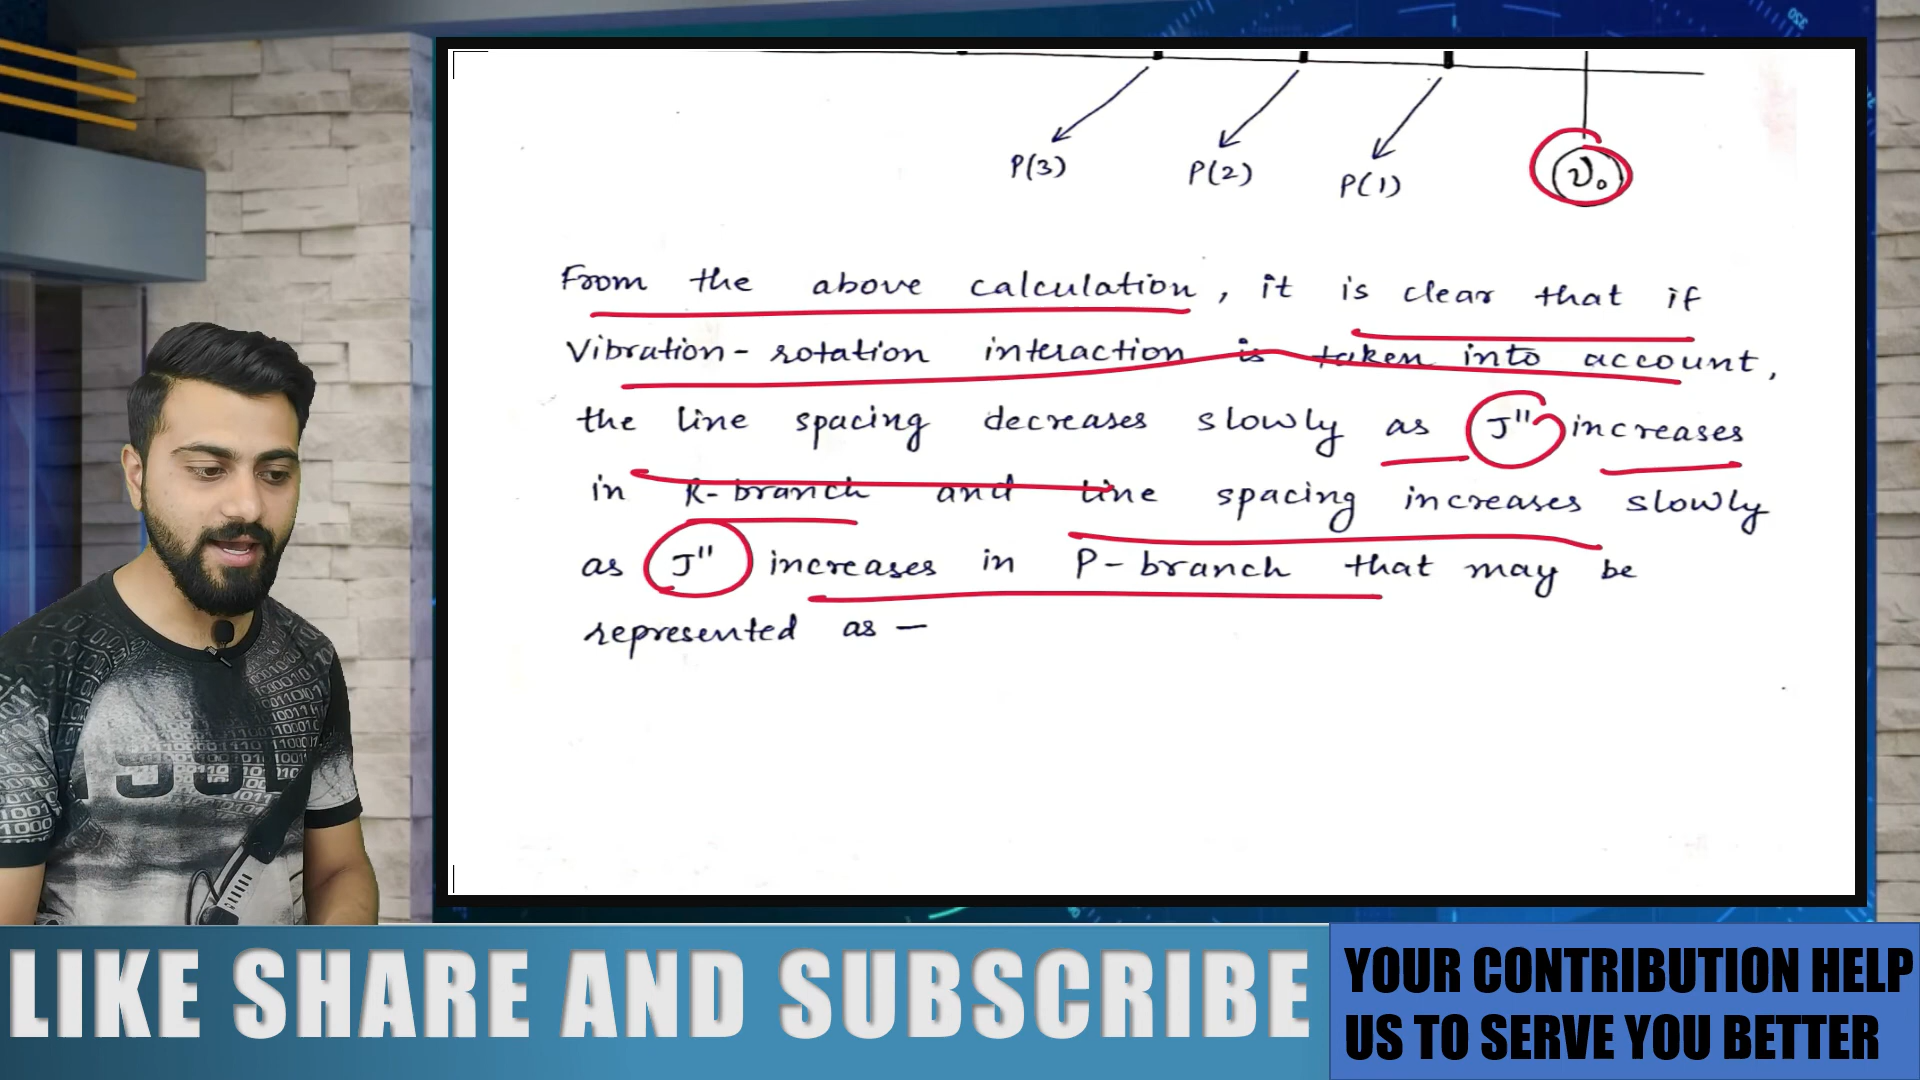 P(3) P(2) P(1) ν₀
From the above calculation, it is clear that if
Vibration - rotation interaction is taken into account,
the line spacing decreases slowly as J'' increases
in R- branch and line spacing increases slowly
as J'' increases in P - branch that may be
represented as —
LIKE SHARE AND SUBSCRIBE
YOUR CONTRIBUTION HELP
US TO SERVE YOU BETTER